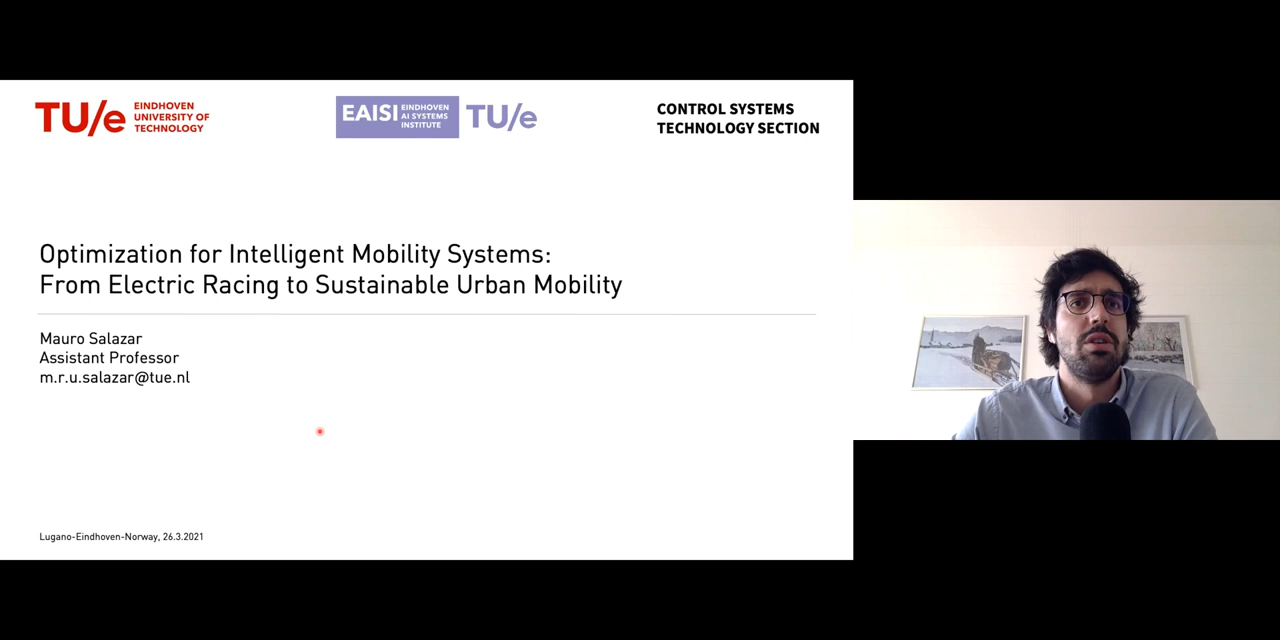 TU/e EINDHOVEN
UNIVERSITY OF
TECHNOLOGY
EAISI EINDHOVEN
AI SYSTEMS
INSTITUTE
TU/e
CONTROL SYSTEMS
TECHNOLOGY SECTION
Optimization for Intelligent Mobility Systems:
From Electric Racing to Sustainable Urban Mobility
Mauro Salazar
Assistant Professor
m.r.u.salazar@tue.nl
Lugano-Eindhoven-Norway, 26.3.2021